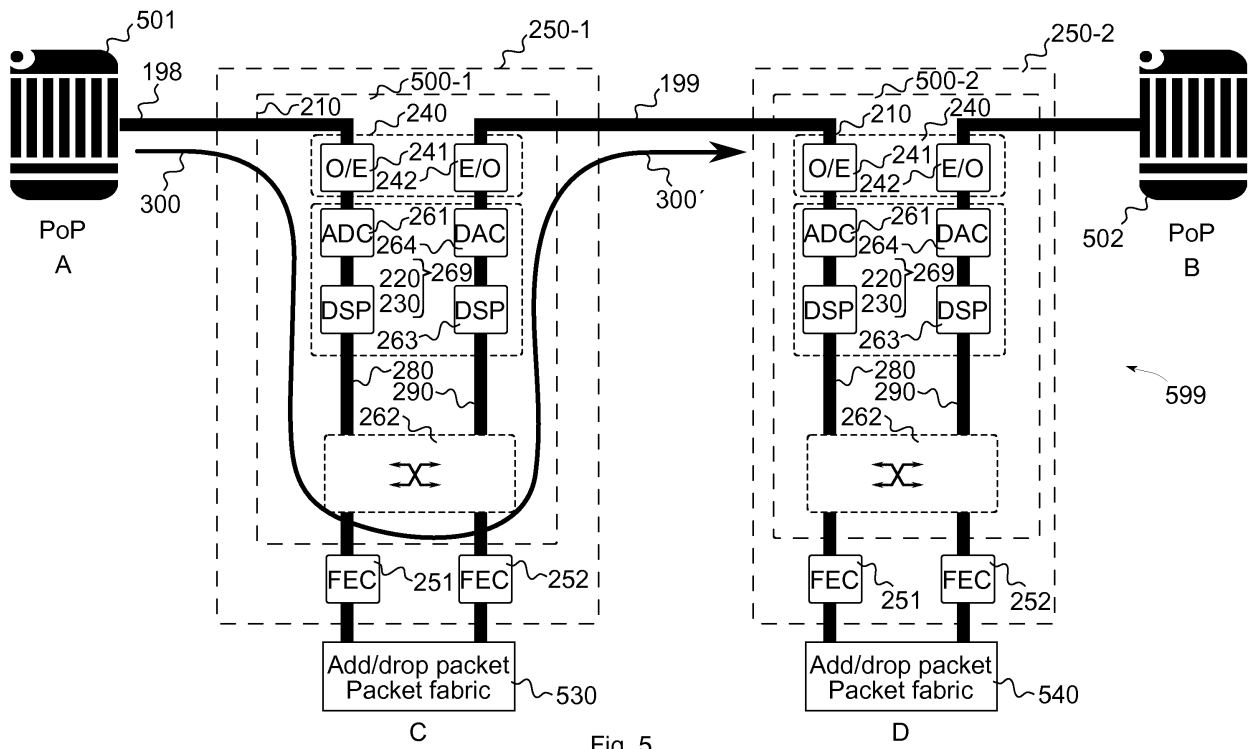 501
198
300
PoP
A
250-1
500-1
210
240
O/E
241
242
E/O
ADC
261
264
DAC
220
230
269
DSP
DSP
263
280
290
262
FEC
251
FEC
252
Add/drop packet
Packet fabric
530
C
199
300´
250-2
500-2
210
240
O/E
241
242
E/O
ADC
261
264
DAC
220
230
269
DSP
DSP
263
280
290
262
FEC
251
FEC
252
Add/drop packet
Packet fabric
540
D
502
PoP
B
599
Fig. 5